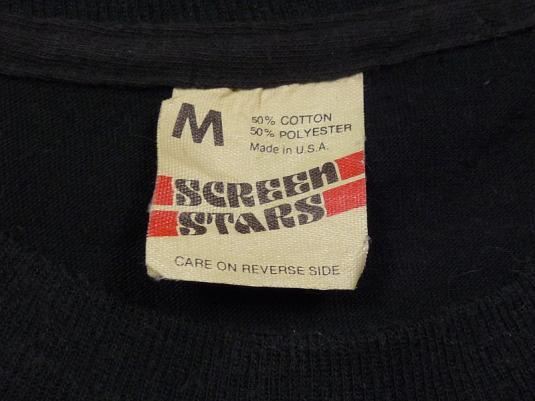 M
50% COTTON
50% POLYESTER
Made in U.S.A.
SCREEN
STARS
CARE ON REVERSE SIDE